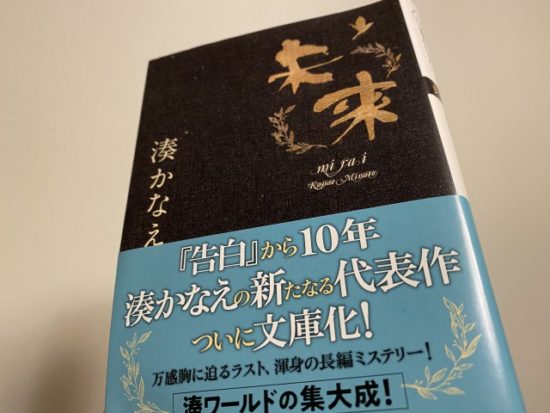 未来
mirai
Kanae Minato
湊かなえ
『告白』から10年
湊かなえの新たなる代表作
ついに文庫化!
万感胸に迫るラスト、渾身の長編ミステリー!
湊ワールドの集大成!